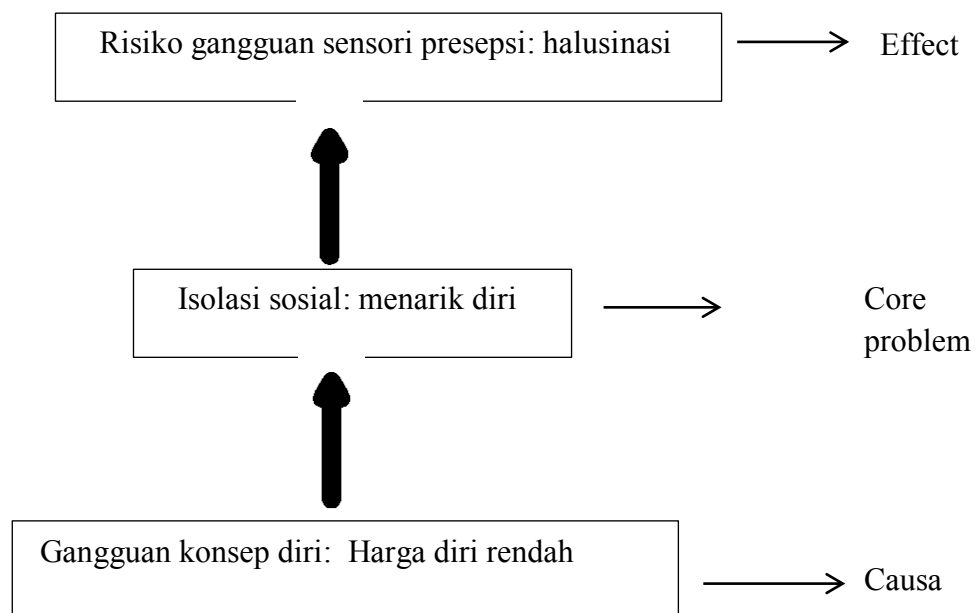 Risiko gangguan sensori presepsi: halusinasi
Effect
Isolasi sosial: menarik diri
Core
problem
Gangguan konsep diri:  Harga diri rendah
Causa